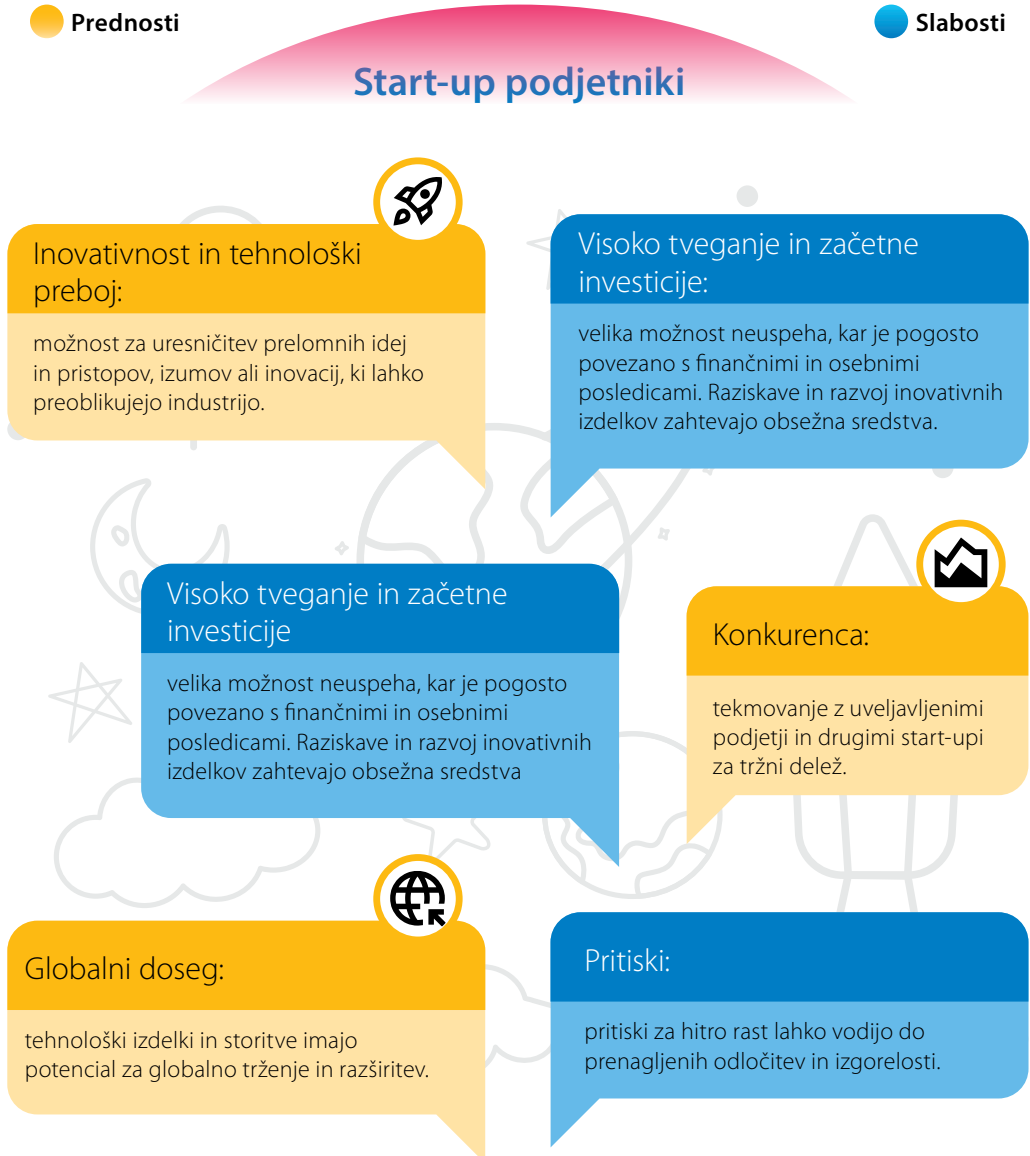 Prednosti
Slabosti
Start-up podjetniki
Inovativnost in tehnološki
preboj:
možnost za uresničitev prelomnih idej
in pristopov, izumov ali inovacij, ki lahko
preoblikujejo industrijo.
Visoko tveganje in začetne
investicije:
velika možnost neuspeha, kar je pogosto
povezano s finančnimi in osebnimi
posledicami. Raziskave in razvoj inovativnih
izdelkov zahtevajo obsežna sredstva.
Visoko tveganje in začetne
investicije
velika možnost neuspeha, kar je pogosto
povezano s finančnimi in osebnimi
posledicami. Raziskave in razvoj inovativnih
izdelkov zahtevajo obsežna sredstva
Konkurenca:
tekmovanje z uveljavljenimi
podjetji in drugimi start-upi
za tržni delež.
Globalni doseg:
tehnološki izdelki in storitve imajo
potencial za globalno trženje in razširitev.
Pritiski:
pritiski za hitro rast lahko vodijo do
prenagljenih odločitev in izgorelosti.